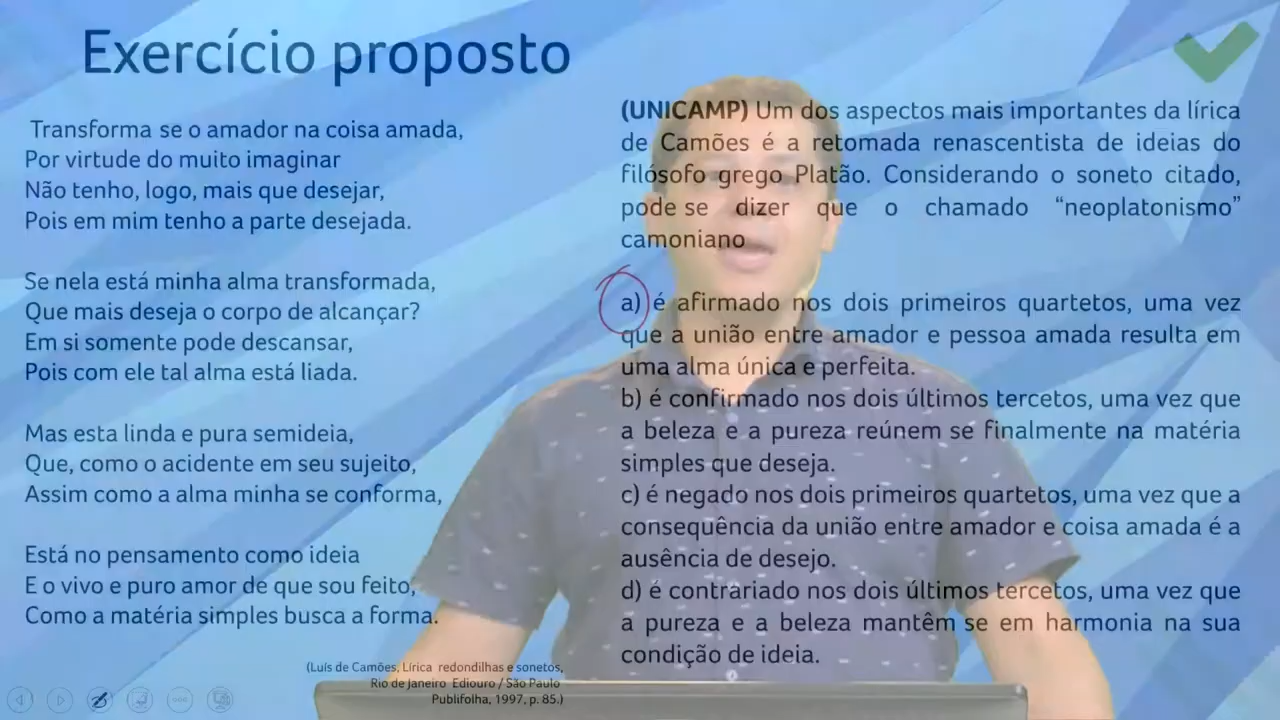 Exercício proposto
Transforma se o amador na coisa amada,
Por virtude do muito imaginar
Não tenho, logo, mais que desejar,
Pois em mim tenho a parte desejada.
Se nela está minha alma transformada,
Que mais deseja o corpo de alcançar?
Em si somente pode descansar,
Pois com ele tal alma está liada.
Mas esta linda e pura semideia,
Que, como o acidente em seu sujeito,
Assim como a alma minha se conforma,
Está no pensamento como ideia
E o vivo e puro amor de que sou feito,
Como a matéria simples busca a forma.
(Luís de Camões, Lírica redondilhas e sonetos,
Rio de Janeiro Ediouro / São Paulo
Publifolha, 1997, p. 85.)
(UNICAMP) Um dos aspectos mais importantes da lírica
de Camões é a retomada renascentista de ideias do
filósofo grego Platão. Considerando o soneto citado,
pode se dizer que o chamado “neoplatonismo”
camoniano
a) é afirmado nos dois primeiros quartetos, uma vez
que a união entre amador e pessoa amada resulta em
uma alma única e perfeita.
b) é confirmado nos dois últimos tercetos, uma vez que
a beleza e a pureza reúnem se finalmente na matéria
simples que deseja.
c) é negado nos dois primeiros quartetos, uma vez que a
consequência da união entre amador e coisa amada é a
ausência de desejo.
d) é contrariado nos dois últimos tercetos, uma vez que
a pureza e a beleza mantêm se em harmonia na sua
condição de ideia.